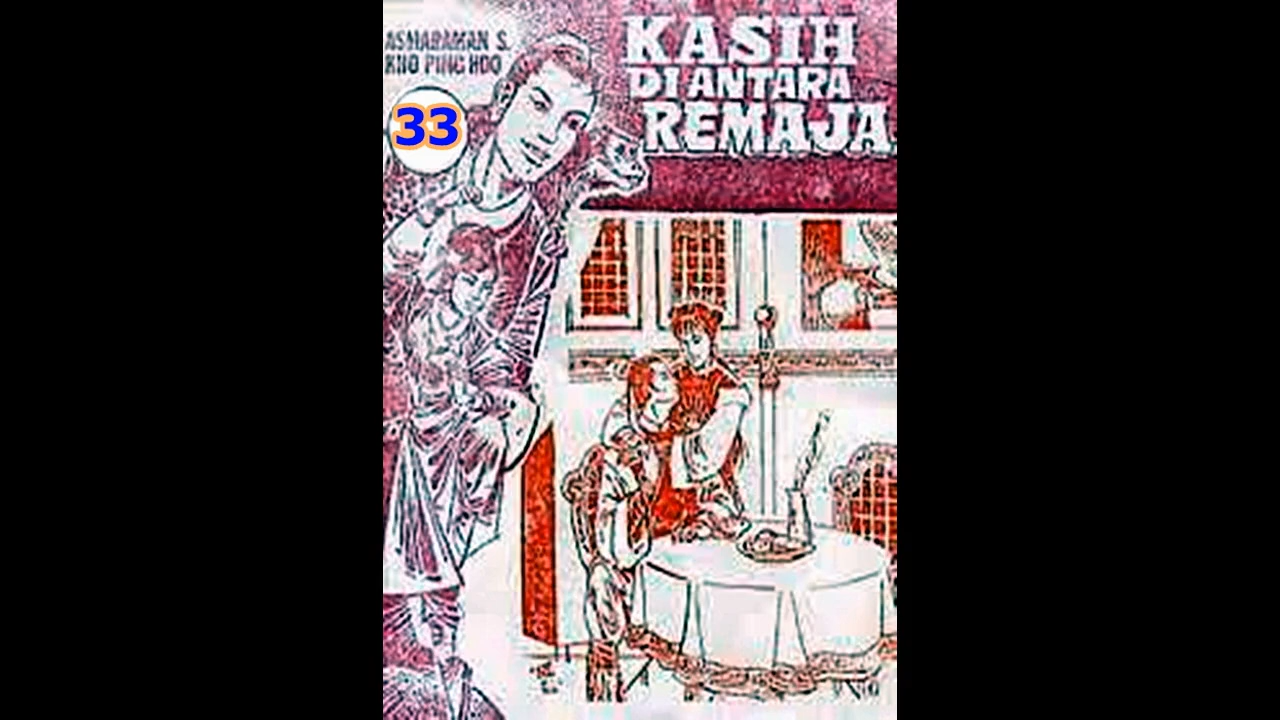 ASMARAMAN S.
KHO PING HOO
33
KASIH
DI ANTARA
REMAJA